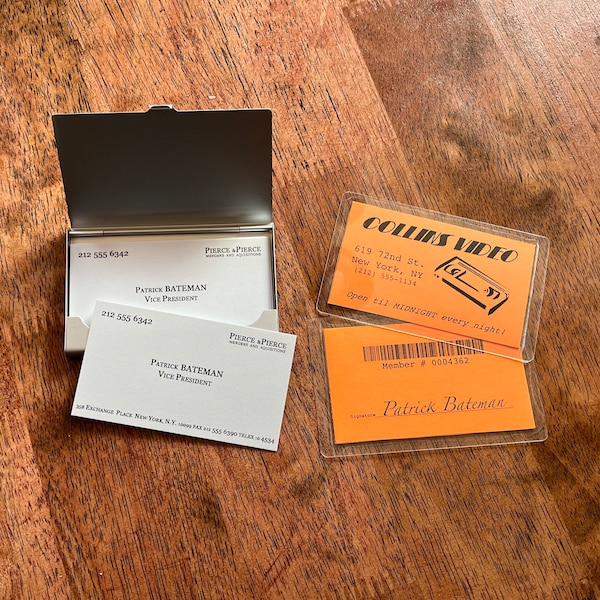 212 555 6342
PIERCE & PIERCE
MERGERS AND AQUISITIONS
PATRICK BATEMAN
VICE PRESIDENT
212 555 6342
PIERCE & PIERCE
MERGERS AND AQUISITIONS
PATRICK BATEMAN
VICE PRESIDENT
358 EXCHANGE PLACE NEW YORK, N.Y. 10099 FAX 212 555 6390 TELEX 10 4534
COLLINS VIDEO
619 72nd St.
New York, NY
(212) 555-1134
Open til MIDNIGHT every night!
Member # 0004362
Signature Patrick Bateman